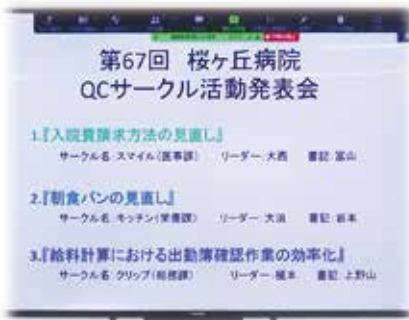 第67回 桜ヶ丘病院
QCサークル活動発表会
1.『入院費請求方法の見直し』
サークル名:スマイル(医事課) リーダー:大西 書記:冨山
2.『朝食パンの見直し』
サークル名:キッチン(栄養課) リーダー:大浪 書記:岩本
3.『給料計算における出勤簿確認作業の効率化』
サークル名:クリップ(総務課) リーダー:榎本 書記:上野山